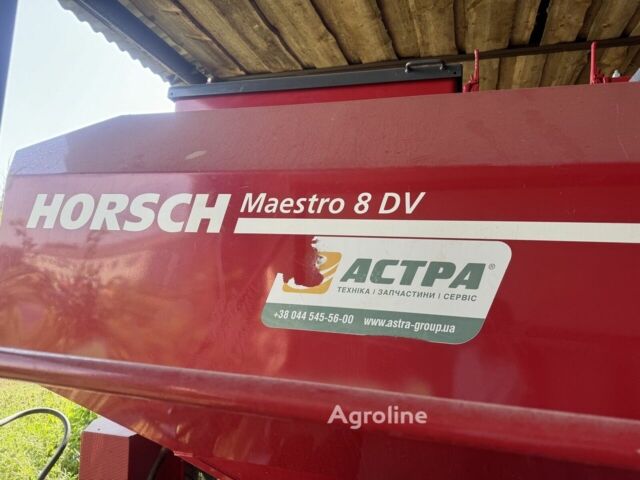 HORSCH Maestro 8 DV
АСТРА®
ТЕХНІКА І ЗАПЧАСТИНИ І СЕРВІС
+38 044 545-56-00 www.astra-group.ua
Agroline